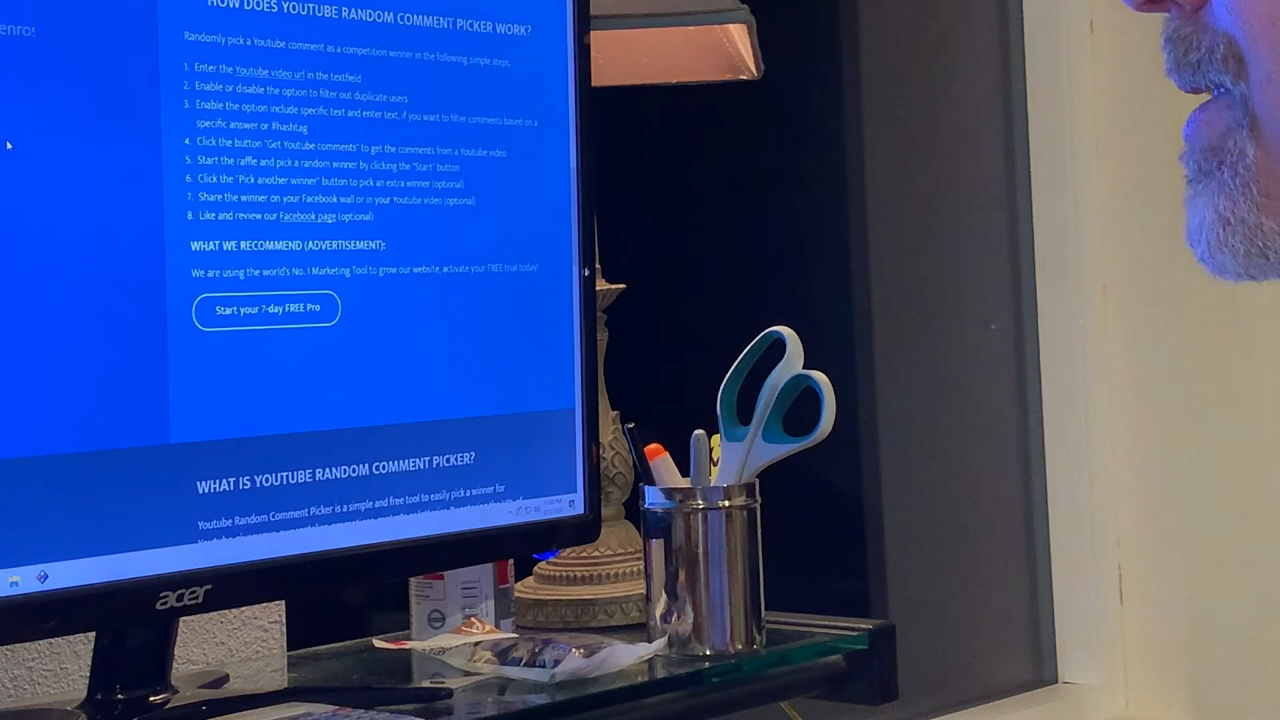 enros
HOW DOES YOUTUBE RANDOM COMMENT PICKER WORK?
Randomly pick a Youtube comment as a competition winner in the following simple steps.
1. Enter the Youtube video url in the textfield
2. Enable or disable the option to filter out duplicate users
3. Enable the option include specific text and enter text, if you want to filter comments based on a
specific answer or #hashtag
4. Click the button "Get Youtube comments" to get the comments from a Youtube video
5. Start the raffle and pick a random winner by clicking the "Start" button
6. Click the "Pick another winner" button to pick an extra winner (optional)
7. Share the winner on your Facebook wall or in your Youtube video (optional)
8. Like and review our Facebook page (optional)
WHAT WE RECOMMEND (ADVERTISEMENT):
We are using the world's No. 1 Marketing Tool to grow our website, activate your FREE trial today!
Start your 7-day FREE Pro
WHAT IS YOUTUBE RANDOM COMMENT PICKER?
Youtube Random Comment Picker is a simple and free tool to easily pick a winner for
acer